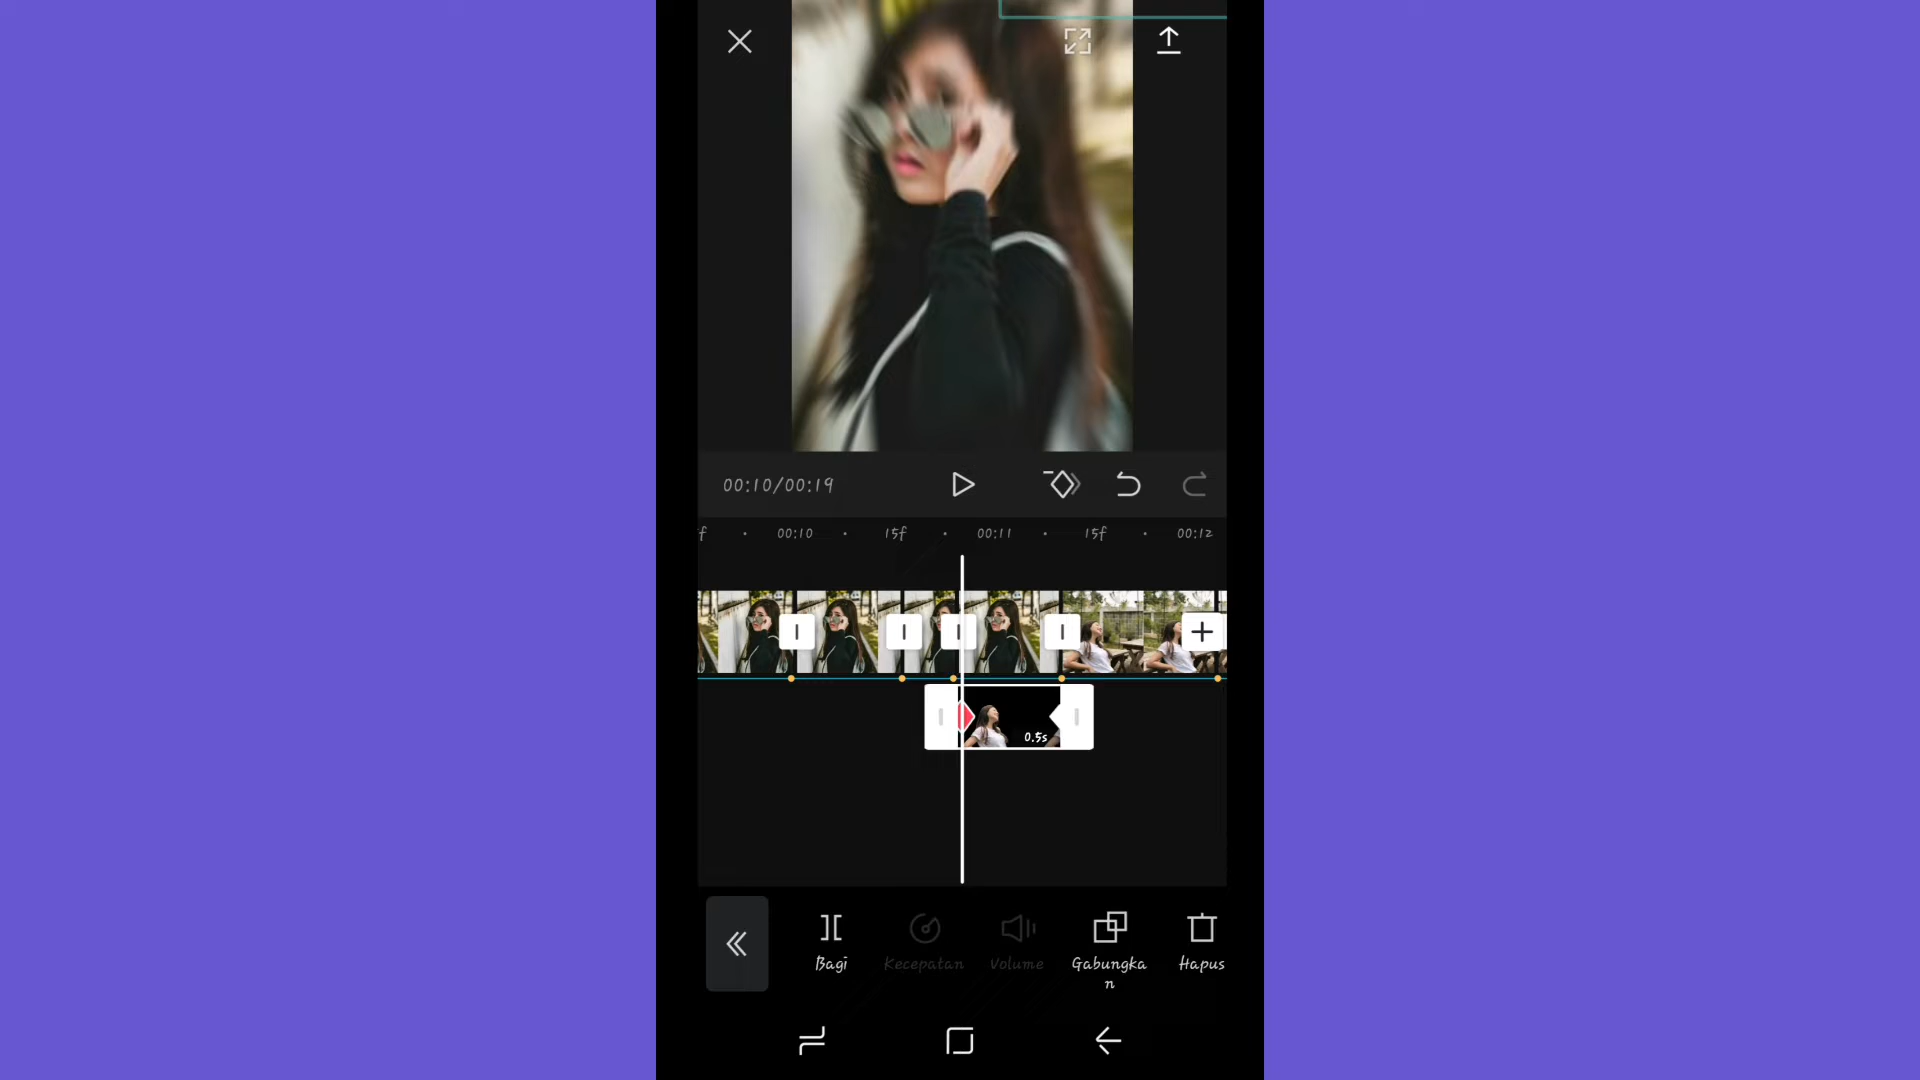 00:10/00:19
f 00:10 15f 00:11 15f 00:12
0.5s
Bagi Kecepatan Volume Gabungka Hapus
n